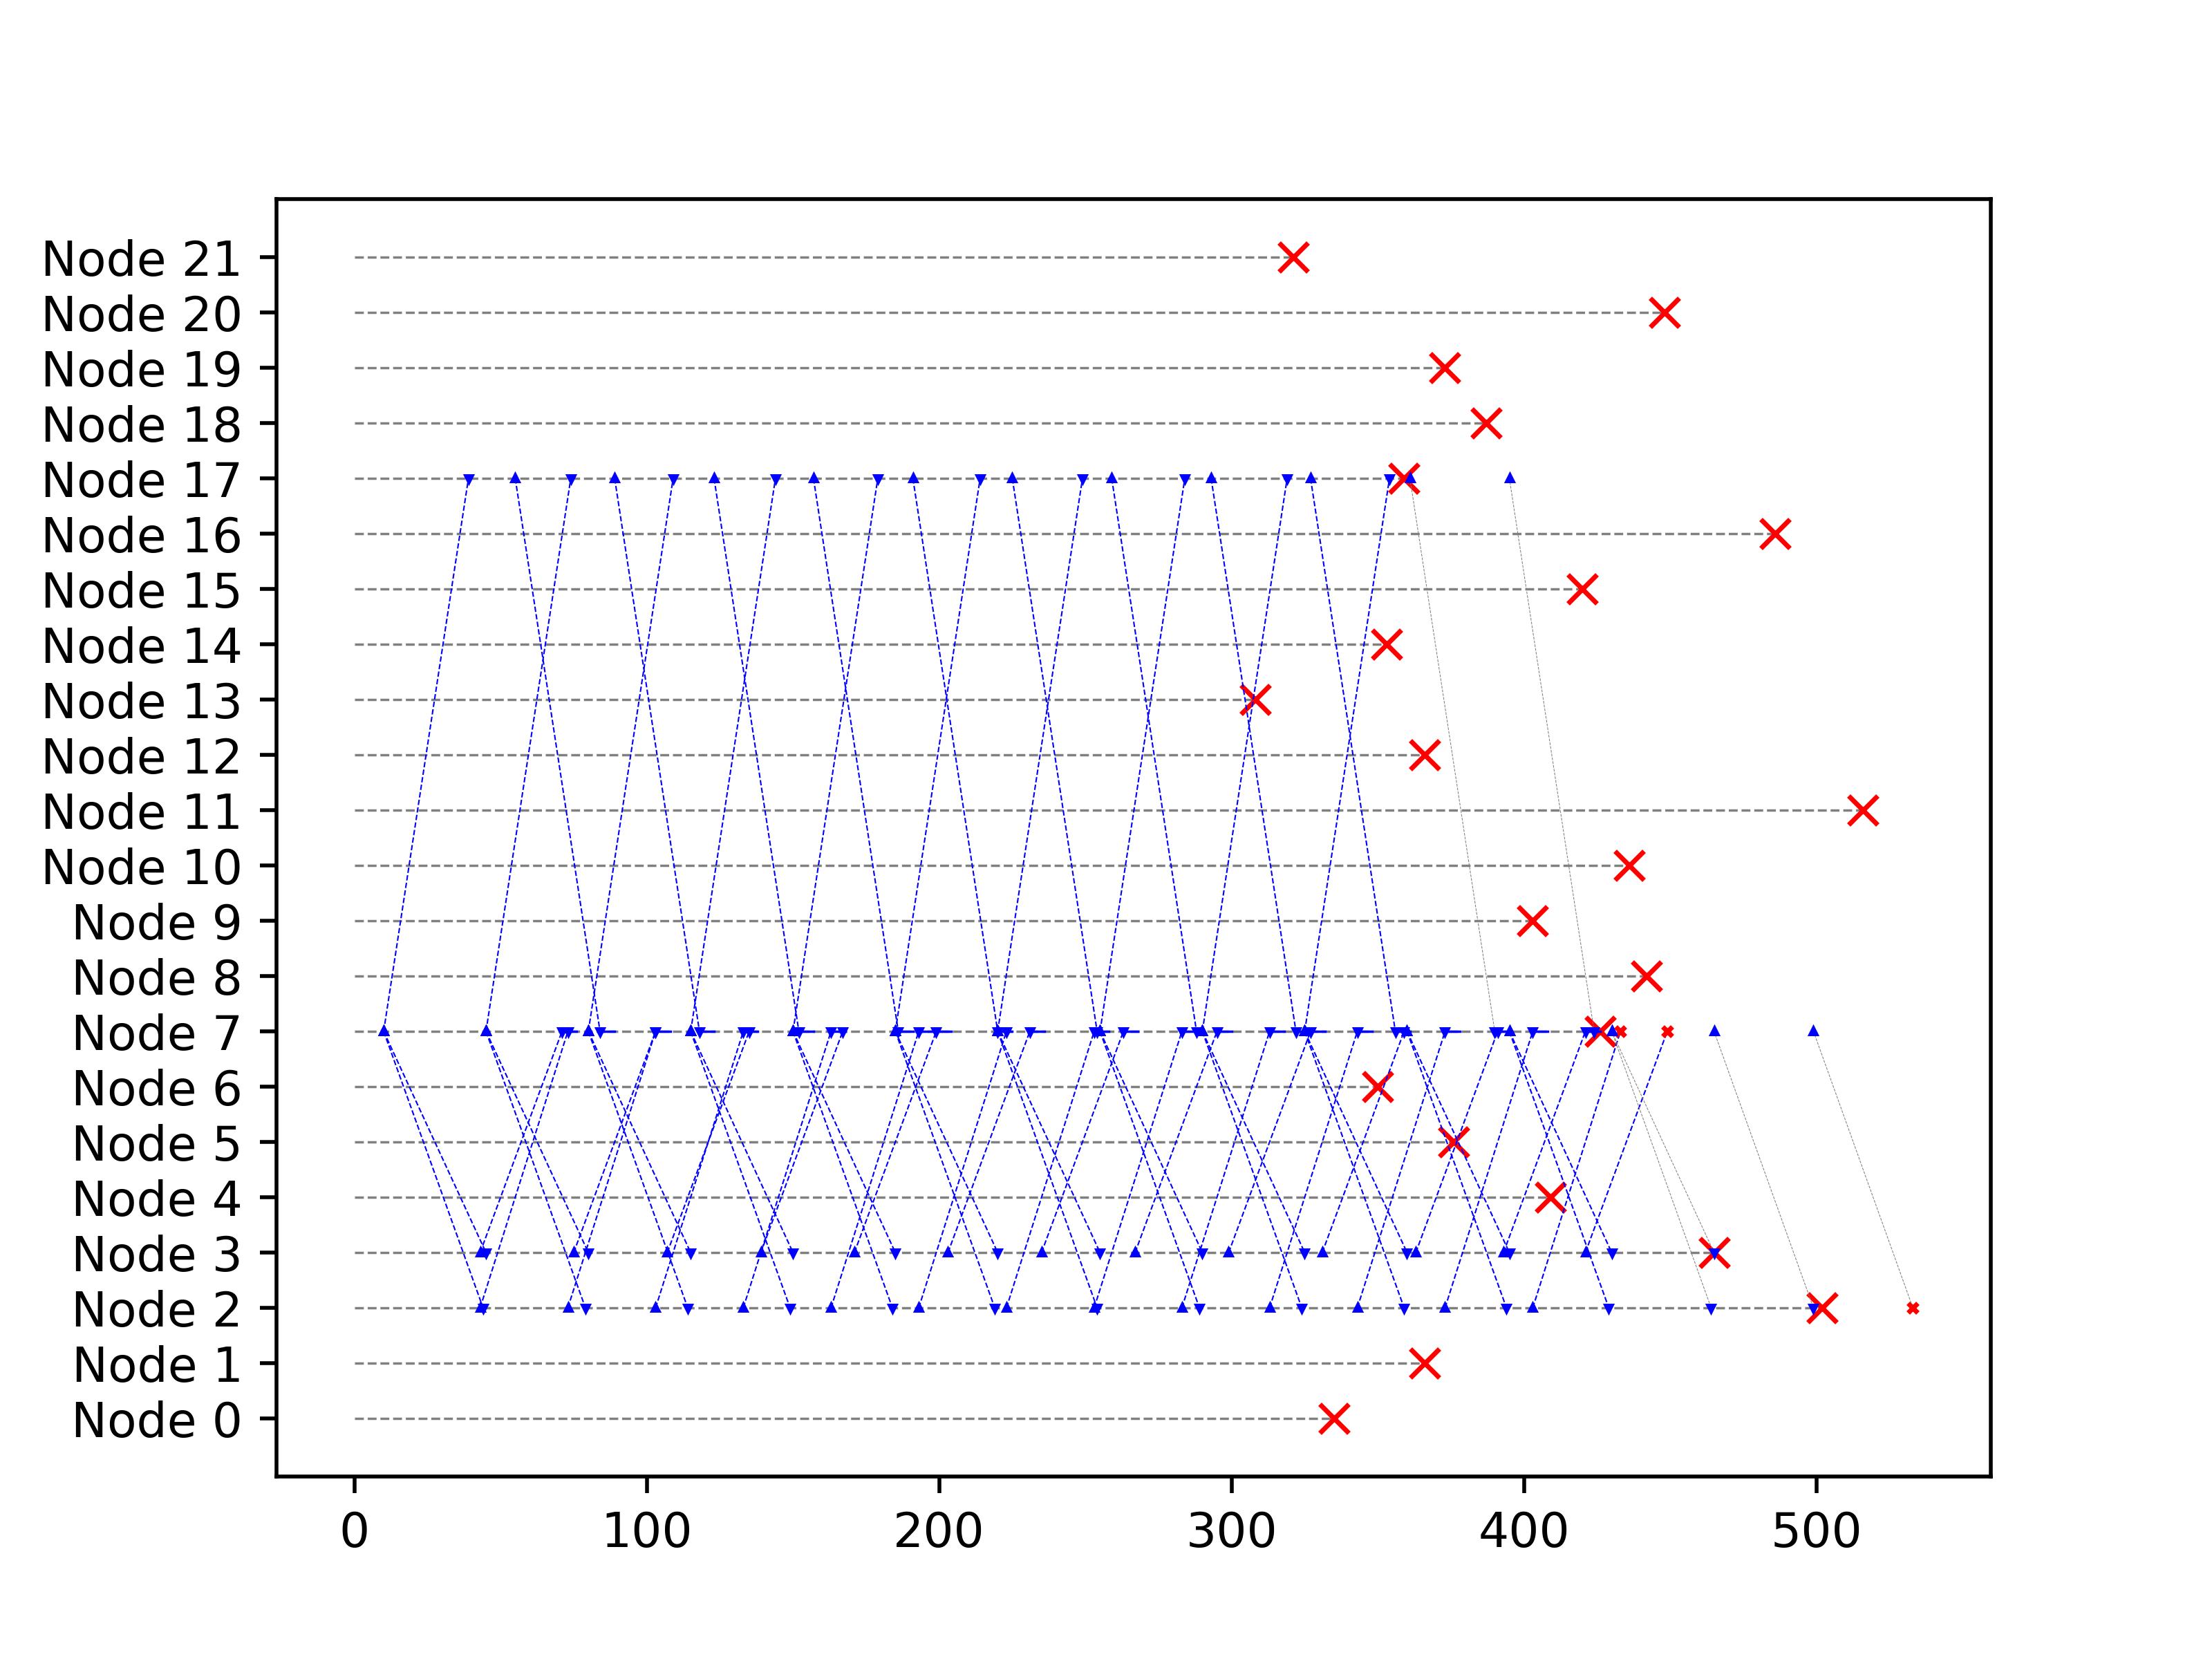 Node 21
Node 20
Node 19
Node 18
Node 17
Node 16
Node 15
Node 14
Node 13
Node 12
Node 11
Node 10
Node 9
Node 8
Node 7
Node 6
Node 5
Node 4
Node 3
Node 2
Node 1
Node 0
0 100 200 300 400 500